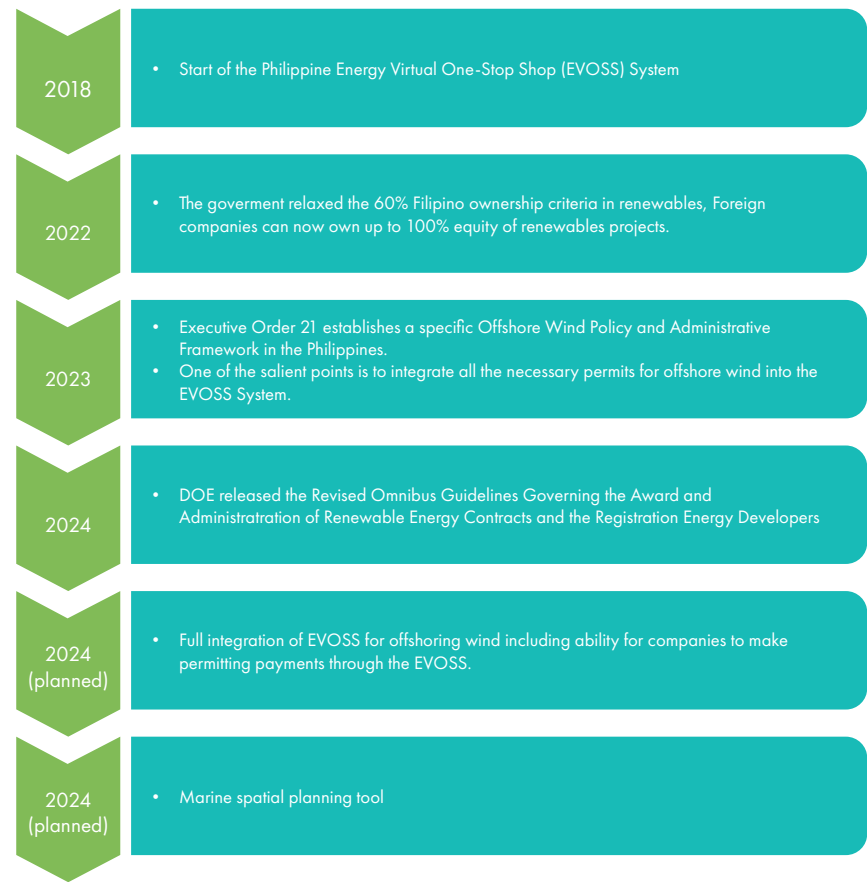 2018
• Start of the Philippine Energy Virtual One-Stop Shop (EVOSS) System
2022
• The goverment relaxed the 60% Filipino ownership criteria in renewables, Foreign
companies can now own up to 100% equity of renewables projects.
2023
• Executive Order 21 establishes a specific Offshore Wind Policy and Administrative
Framework in the Philippines.
• One of the salient points is to integrate all the necessary permits for offshore wind into the
EVOSS System.
2024
• DOE released the Revised Omnibus Guidelines Governing the Award and
Administratration of Renewable Energy Contracts and the Registration Energy Developers
2024
(planned)
• Full integration of EVOSS for offshoring wind including ability for companies to make
permitting payments through the EVOSS.
2024
(planned)
• Marine spatial planning tool